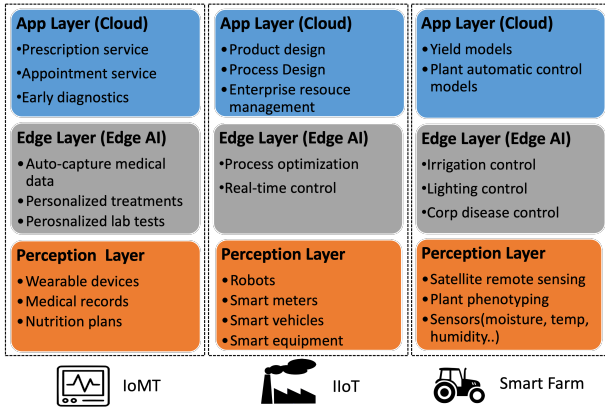 App Layer (Cloud)
•Prescription service
•Appointment service
•Early diagnostics
Edge Layer (Edge AI)
•Auto-capture medical
data
•Personalized treatments
•Perosnalized lab tests
Perception Layer
•Wearable devices
•Medical records
•Nutrition plans
IoMT
App Layer (Cloud)
•Product design
•Process Design
•Enterprise resouce
management
Edge Layer (Edge AI)
•Process optimization
•Real-time control
Perception Layer
•Robots
•Smart meters
•Smart vehicles
•Smart equipment
IIoT
App Layer (Cloud)
•Yield models
•Plant automatic control
models
Edge Layer (Edge AI)
•Irrigation control
•Lighting control
•Corp disease control
Perception Layer
•Satellite remote sensing
•Plant phenotyping
•Sensors(moisture, temp,
humidity..)
Smart Farm